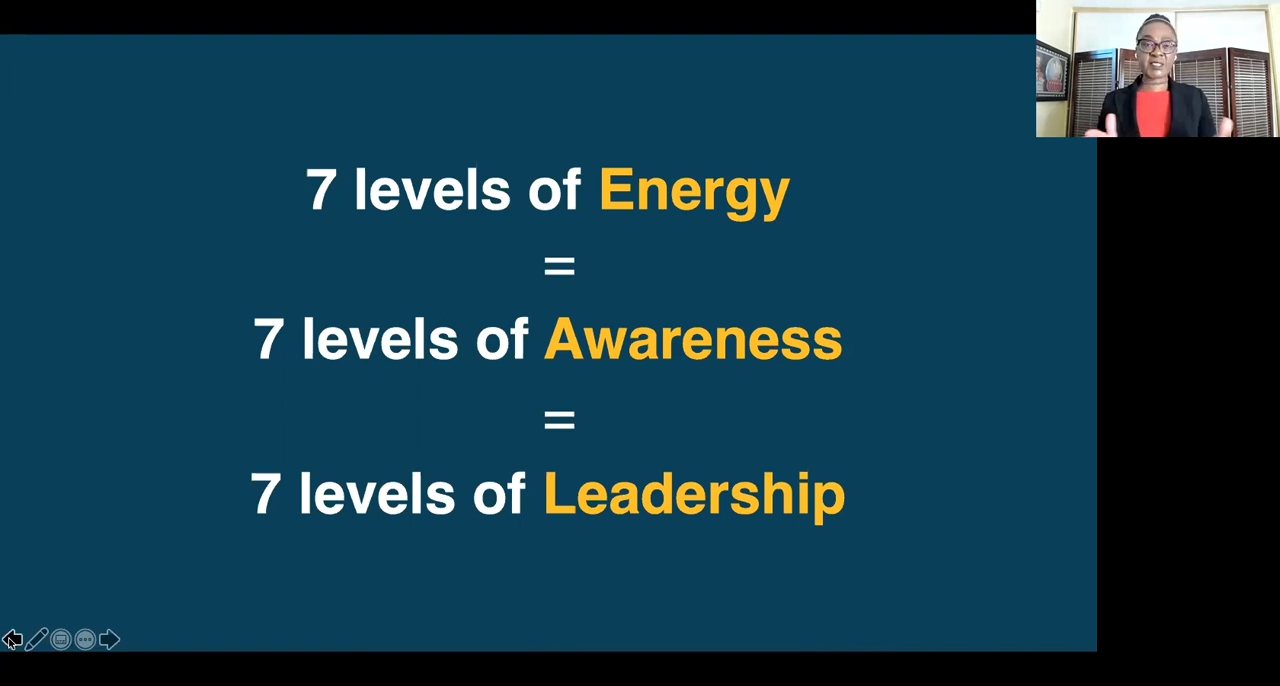 7 levels of Energy
=
7 levels of Awareness
=
7 levels of Leadership